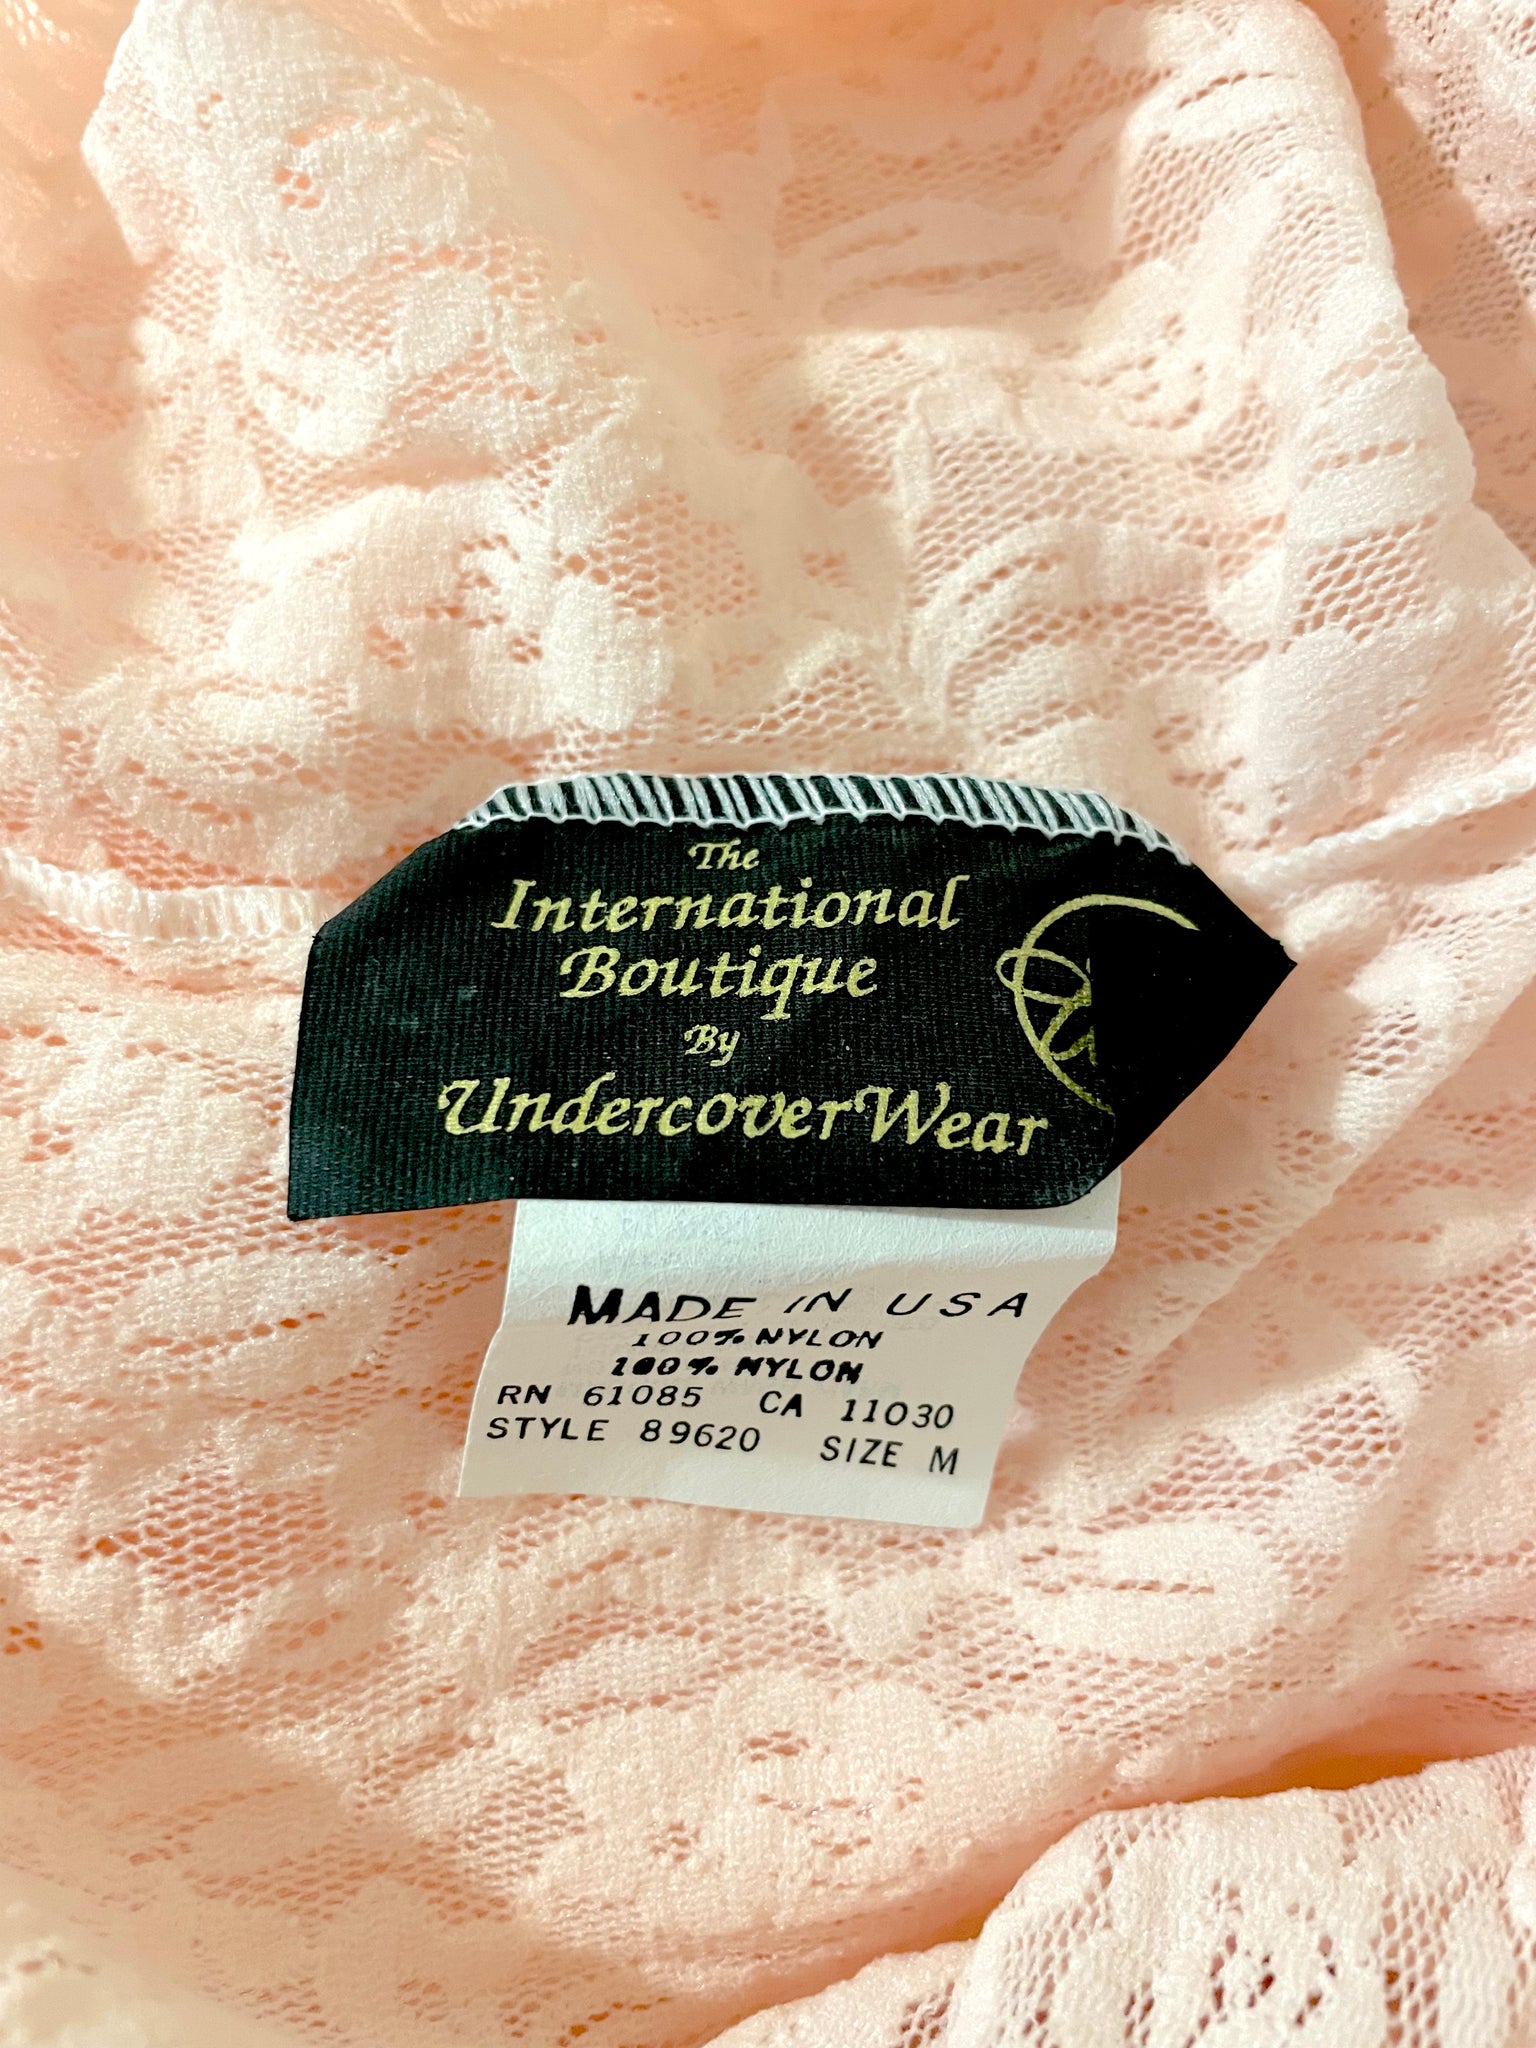 The
International
Boutique
By
UndercoverWear
MADE IN USA
100% NYLON
100% NYLON
RN 61085 CA 11030
STYLE 89620 SIZE M